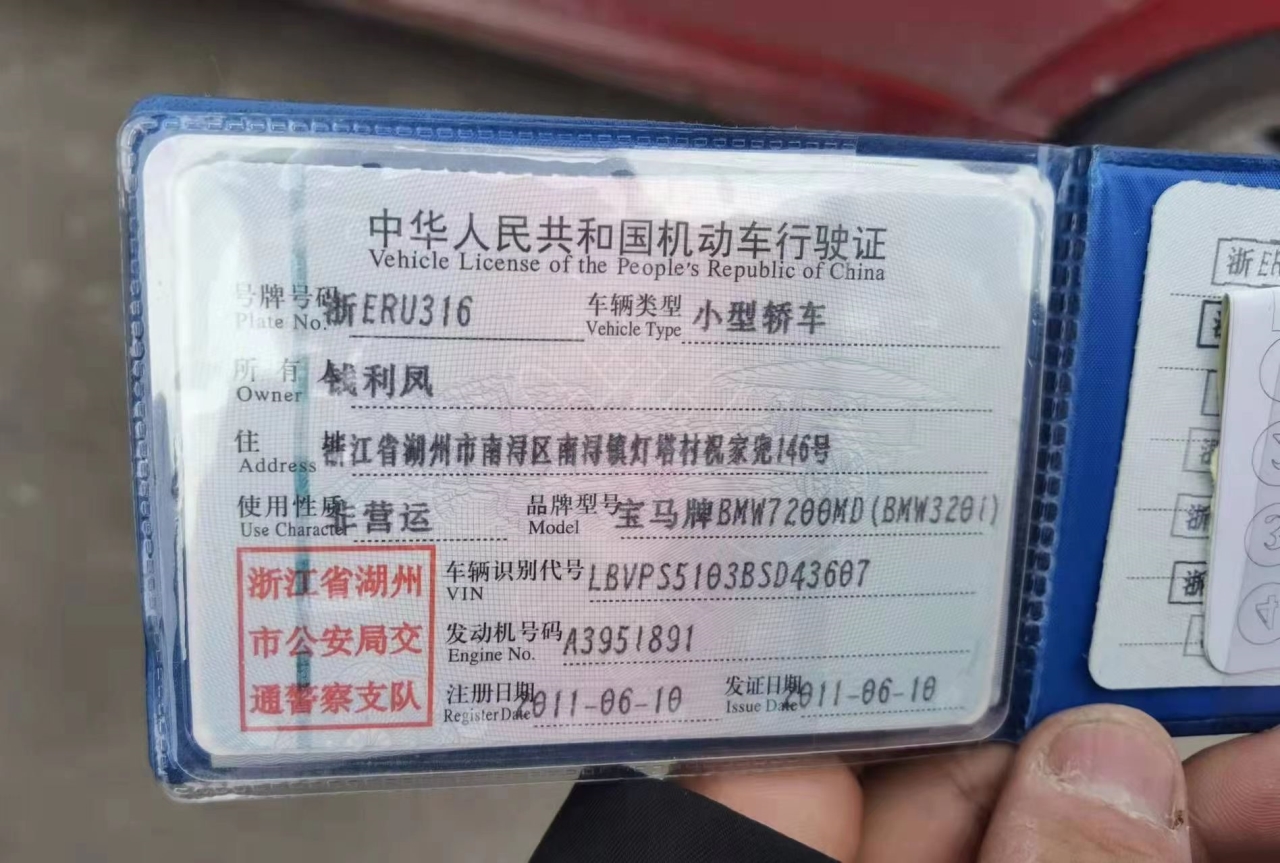 中华人民共和国机动车行驶证
Vehicle License of the People's Republic of China
号牌号码 浙ERU316 车辆类型 小型轿车
Plate No. Vehicle Type
所有人 钱利凤
Owner
住址 浙江省湖州市南浔区南浔镇灯塔村祝家兜146号
Address
使用性质 非营运 品牌型号 宝马牌BMW7200MD(BMW320i)
Use Character Model
浙江省湖州
市公安局交
通警察支队
车辆识别代号 LBVPS5103BSD43607
VIN
发动机号码 A3951891
Engine No.
注册日期 2011-06-10 发证日期 2011-06-10
Register Date Issue Date
浙ER
3
4